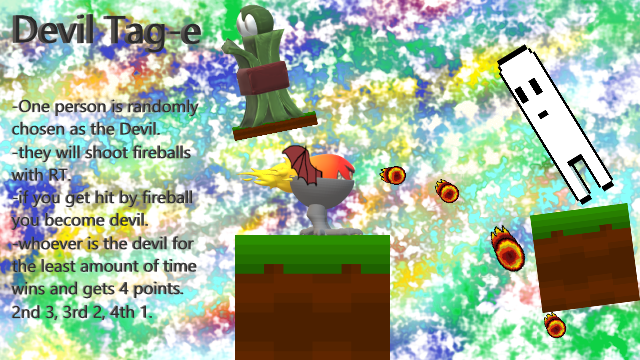 Devil Tag-e
-One person is randomly
chosen as the Devil.
-they will shoot fireballs
with RT.
-if you get hit by fireball
you become devil.
-whoever is the devil for
the least amount of time
wins and gets 4 points.
2nd 3, 3rd 2, 4th 1.